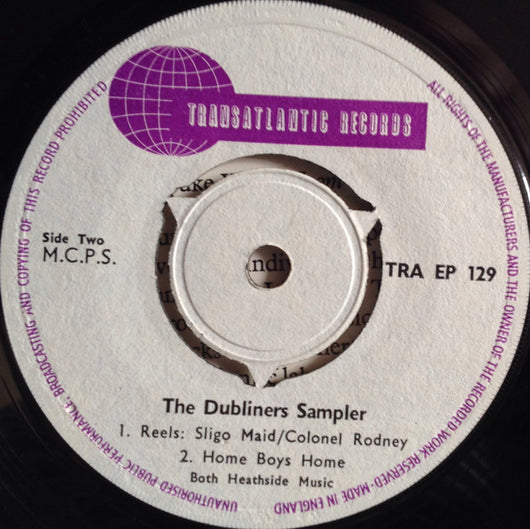 TRANSATLANTIC RECORDS
Side Two
M.C.P.S.
TRA EP 129
The Dubliners Sampler
1. Reels: Sligo Maid/Colonel Rodney
2. Home Boys Home
Both Heathside Music
ALL RIGHTS OF THE MANUFACTURERS AND THE OWNER OF THE RECORDED WORK RESERVED-MADE IN ENGLAND
UNAUTHORISED PUBLIC PERFORMANCE, BROADCASTING AND COPYING OF THIS RECORD PROHIBITED